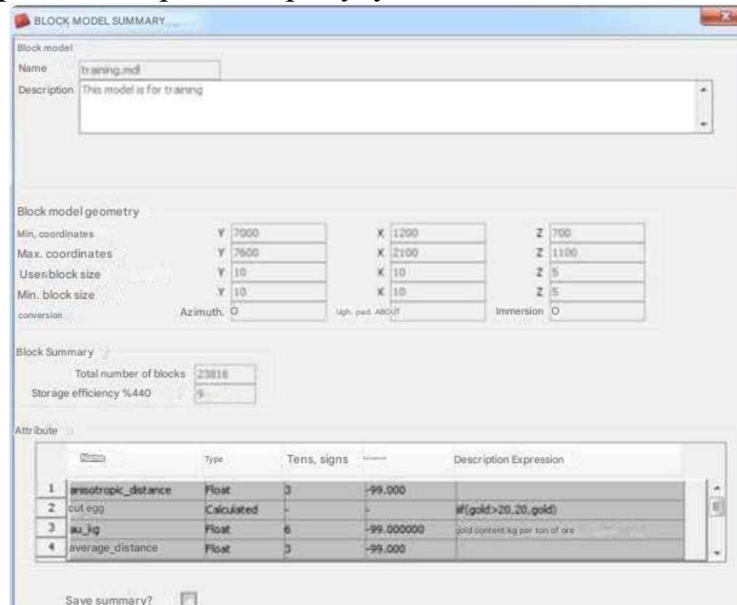 BLOCK MODEL SUMMARY
Block model
Name training.mdl
Description This model is for training
Block model geometry
Min, coordinates Y 7000 X 1200 Z 700
Max. coordinates Y 7600 X 2100 Z 1100
User block size Y 10 X 10 Z 5
Min. block size Y 10 X 10 Z 5
conversion Azimuth. O Ugh. pad. ABOUT Immersion O
Block Summary
Total number of blocks 23816
Storage efficiency %440 9
Attribute
Name Type Tens, signs Description Expression
1 anisotropic_distance Float 3 -99.000
2 cut egg Calculated - - iif(gold>20,20,gold)
3 au_kg Float 6 -99.000000 gold content kg per ton of ore
4 average_distance Float 3 -99.000
Save summary?